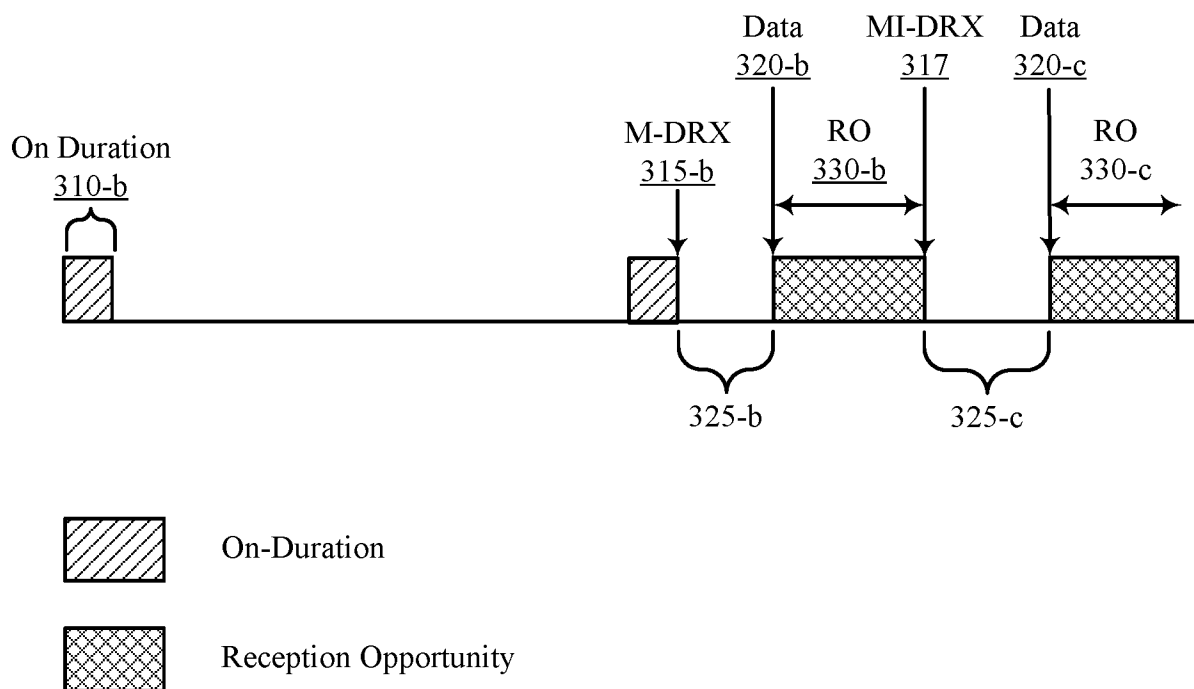 Data
320-b
MI-DRX
317
Data
320-c
On Duration
310-b
M-DRX
315-b
RO
330-b
RO
330-c
325-b
325-c
On-Duration
Reception Opportunity